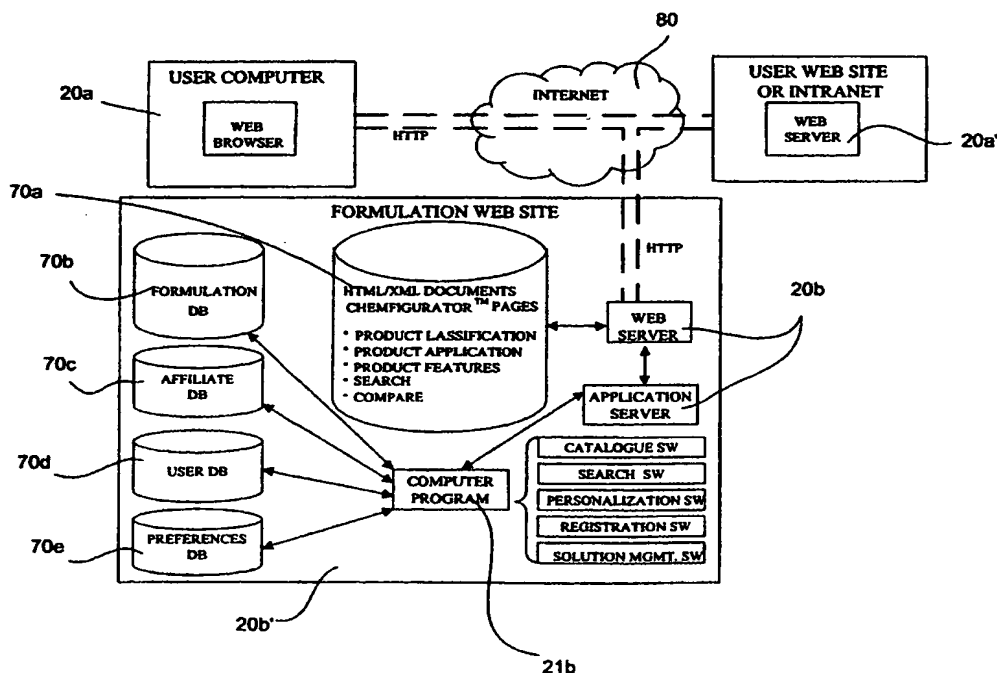 80
USER COMPUTER
WEB
BROWSER
20a
INTERNET
HTTP
USER WEB SITE
OR INTRANET
WEB
SERVER
20a'
70a
FORMULATION WEB SITE
HTTP
70b
FORMULATION
DB
HTML/XML DOCUMENTS
CHEMFIGURATOR™ PAGES
• PRODUCT LASSIFICATION
• PRODUCT APPLICATION
• PRODUCT FEATURES
• SEARCH
• COMPARE
WEB
SERVER
20b
70c
AFFILIATE
DB
APPLICATION
SERVER
70d
USER DB
COMPUTER
PROGRAM
CATALOGUE SW
SEARCH SW
PERSONALIZATION SW
REGISTRATION SW
SOLUTION MGMT. SW
70e
PREFERENCES
DB
20b'
21b